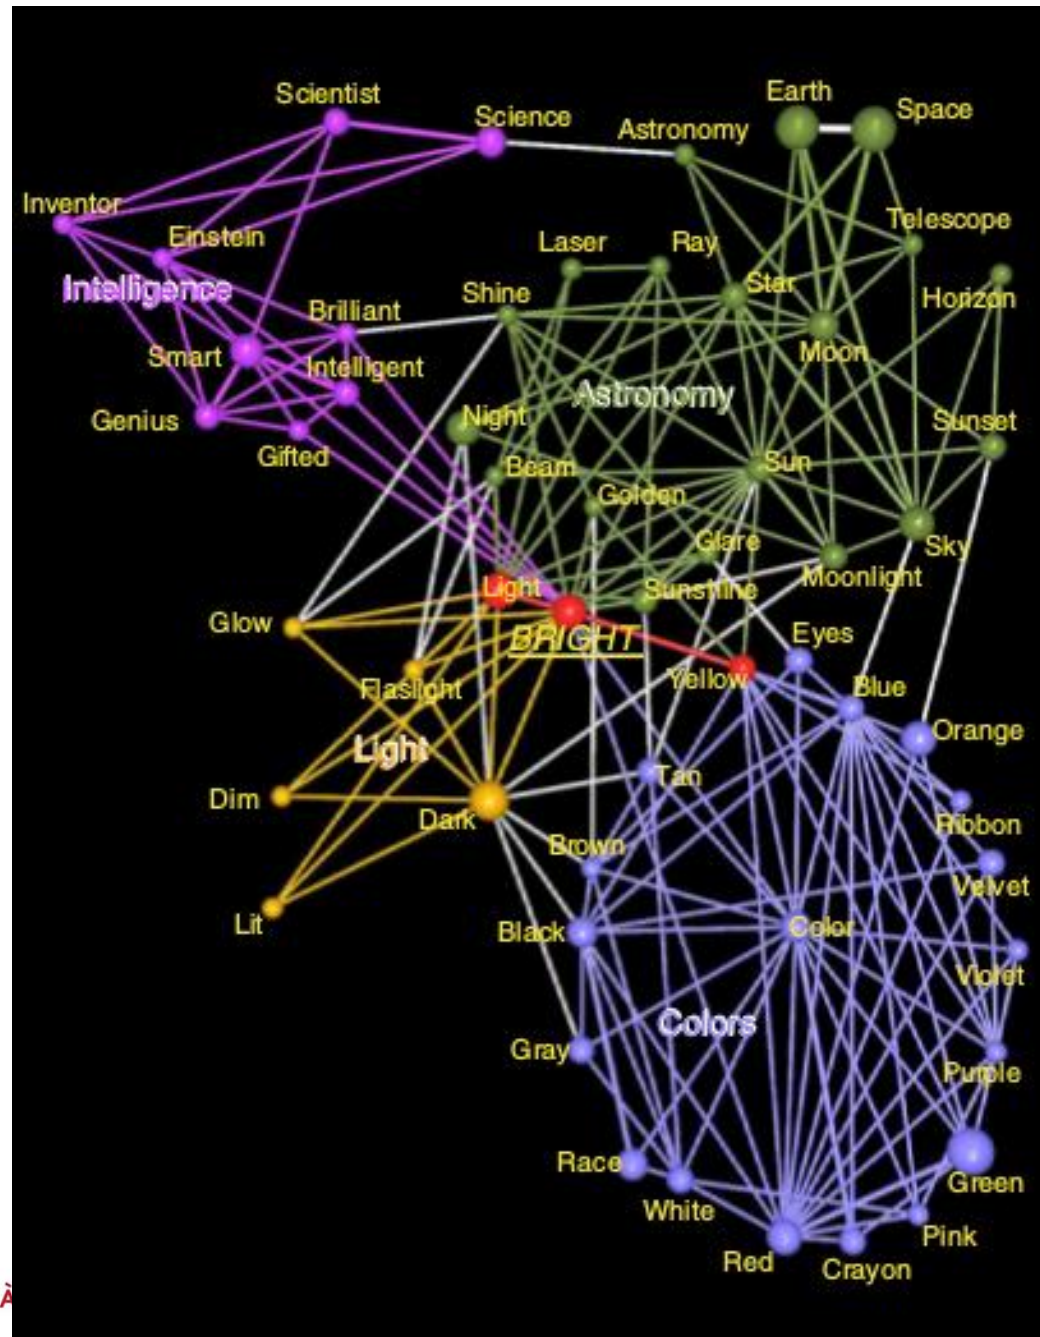 Earth
Scientist
Space
Science
Astronomy
Inventor
Telescope
Einstein
Laser
Ray
Intelligence
Star
Shine
Horizon
Brilliant
Moon
Smart
Intelligent
Astronomy
Night
Sunset
Genius
Gifted
Beam
Sun
Golden
Glare
Sky
Moonlight
Light
Sunshine
Glow
BRIGHT
Eyes
Yellow
Flaslight
Blue
Orange
Light
Tan
Dim
Dark
Ribbon
Brown
Velvet
Lit
Black
Color
Violet
Colors
Gray
Purple
Race
Green
White
Pink
Red
Crayon
À